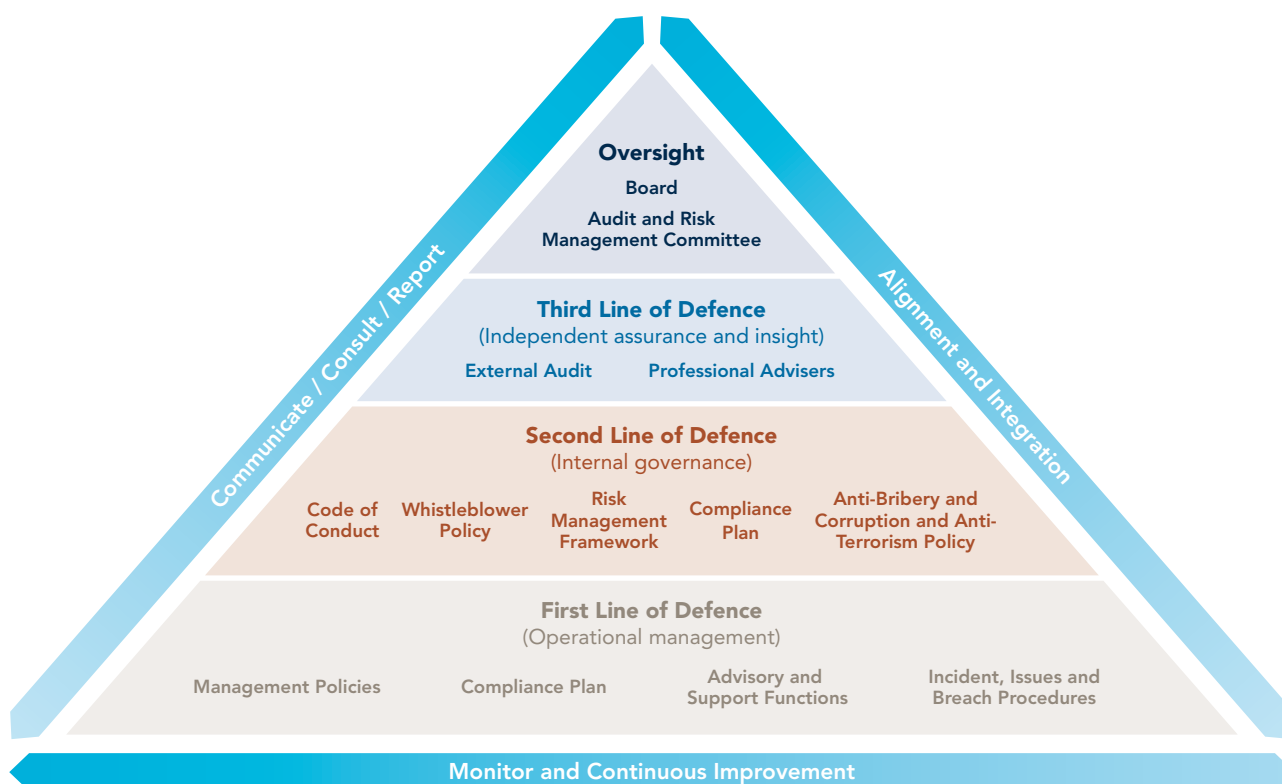 Oversight
Board
Audit and Risk
Management Committee
Communicate / Consult / Report
Alignment and Integration
Third Line of Defence
(Independent assurance and insight)
External Audit
Professional Advisers
Second Line of Defence
(Internal governance)
Code of
Conduct
Whistleblower
Policy
Risk
Management
Framework
Compliance
Plan
Anti-Bribery and
Corruption and Anti-
Terrorism Policy
First Line of Defence
(Operational management)
Management Policies
Compliance Plan
Advisory and
Support Functions
Incident, Issues and
Breach Procedures
Monitor and Continuous Improvement